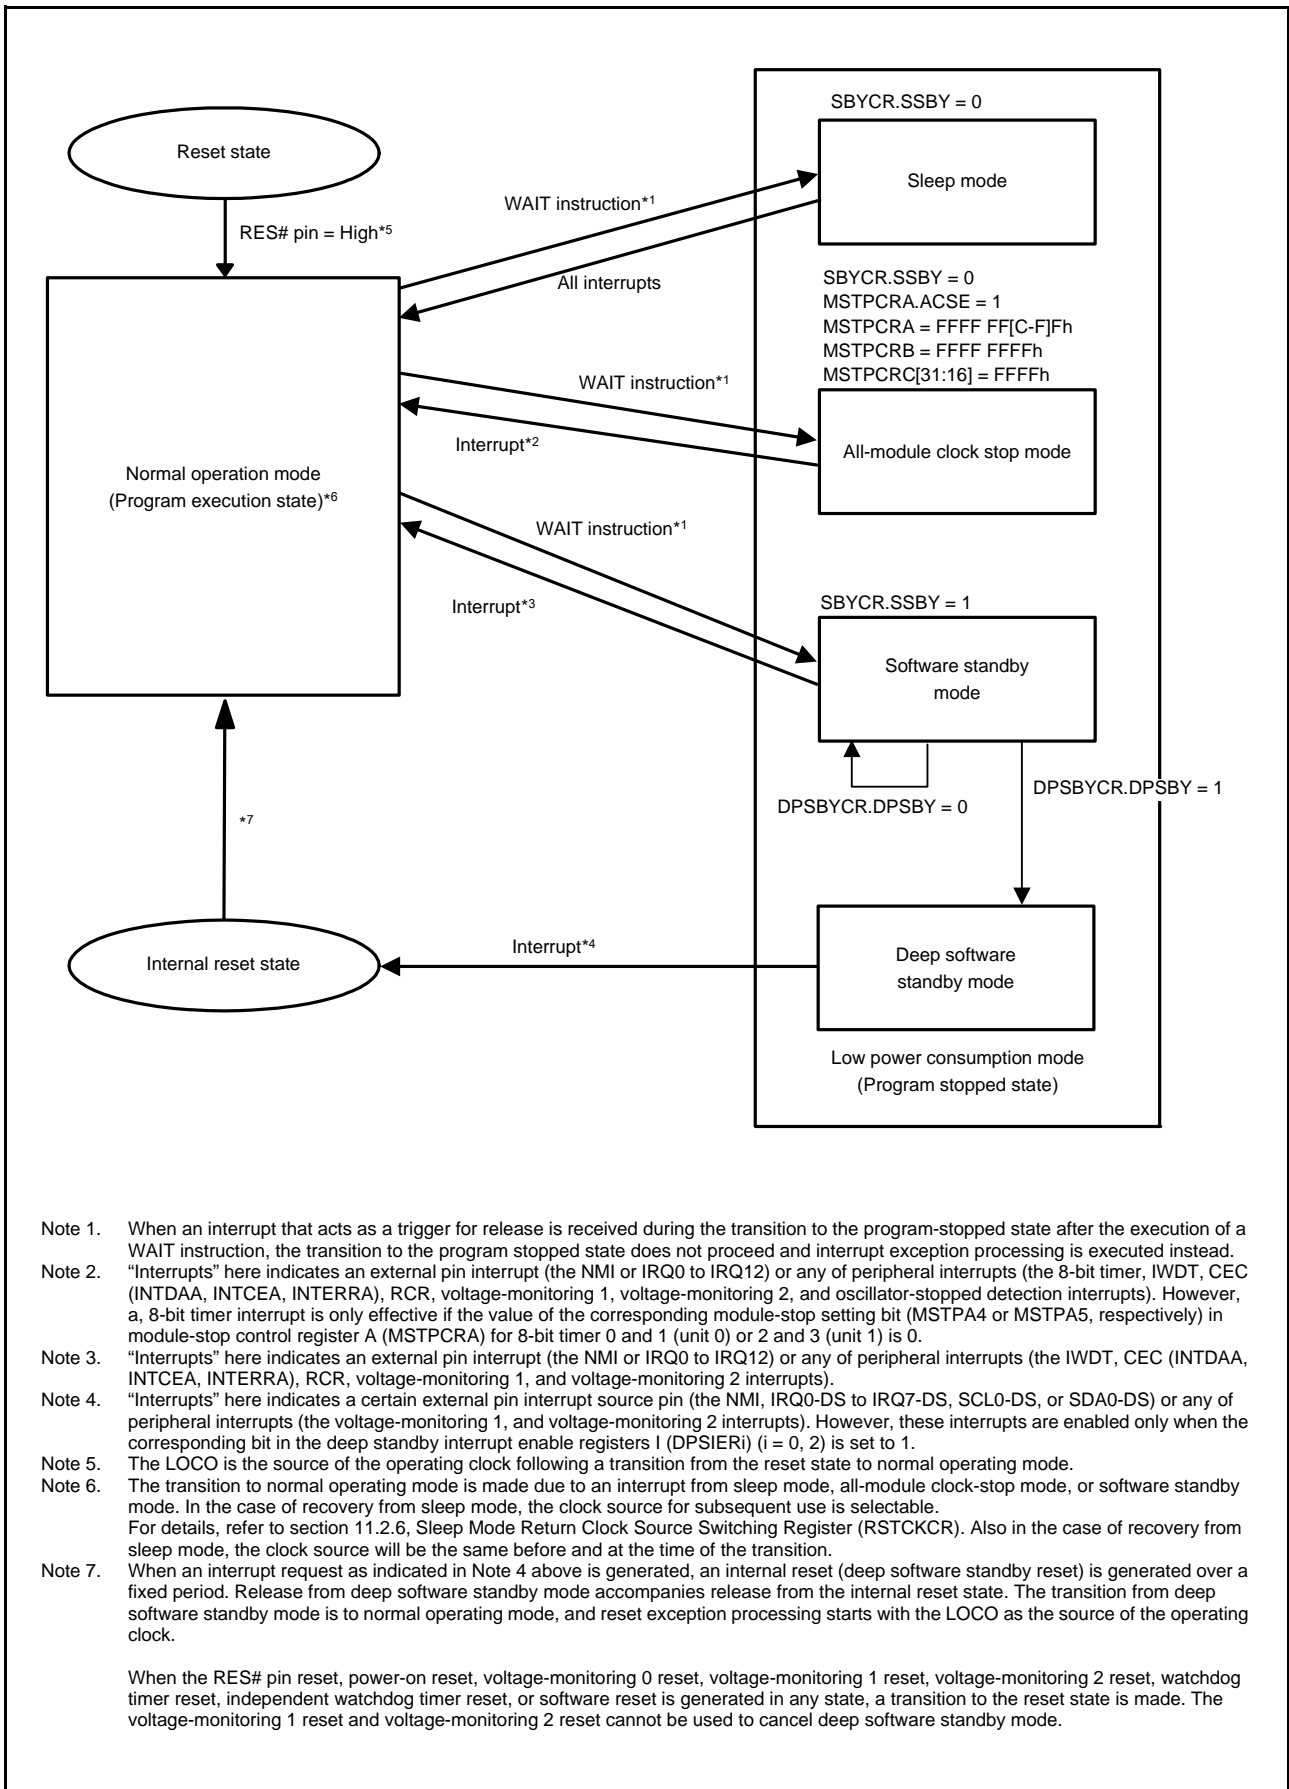 SBYCR.SSBY = 0
Reset state
Sleep mode
WAIT instruction*1
RES# pin = High*5
All interrupts
SBYCR.SSBY = 0
MSTPCRA.ACSE = 1
MSTPCRA = FFFF FF[C-F]Fh
MSTPCRB = FFFF FFFFh
MSTPCRC[31:16] = FFFFh
WAIT instruction*1
Interrupt*2
All-module clock stop mode
Normal operation mode
(Program execution state)*6
WAIT instruction*1
Interrupt*3
SBYCR.SSBY = 1
Software standby
mode
DPSBYCR.DPSBY = 1
DPSBYCR.DPSBY = 0
*7
Interrupt*4
Internal reset state
Deep software
standby mode
Low power consumption mode
(Program stopped state)
Note 1. When an interrupt that acts as a trigger for release is received during the transition to the program-stopped state after the execution of a
WAIT instruction, the transition to the program stopped state does not proceed and interrupt exception processing is executed instead.
Note 2. “Interrupts” here indicates an external pin interrupt (the NMI or IRQ0 to IRQ12) or any of peripheral interrupts (the 8-bit timer, IWDT, CEC
(INTDAA, INTCEA, INTERRA), RCR, voltage-monitoring 1, voltage-monitoring 2, and oscillator-stopped detection interrupts). However,
a, 8-bit timer interrupt is only effective if the value of the corresponding module-stop setting bit (MSTPA4 or MSTPA5, respectively) in
module-stop control register A (MSTPCRA) for 8-bit timer 0 and 1 (unit 0) or 2 and 3 (unit 1) is 0.
Note 3. “Interrupts” here indicates an external pin interrupt (the NMI or IRQ0 to IRQ12) or any of peripheral interrupts (the IWDT, CEC (INTDAA,
INTCEA, INTERRA), RCR, voltage-monitoring 1, and voltage-monitoring 2 interrupts).
Note 4. “Interrupts” here indicates a certain external pin interrupt source pin (the NMI, IRQ0-DS to IRQ7-DS, SCL0-DS, or SDA0-DS) or any of
peripheral interrupts (the voltage-monitoring 1, and voltage-monitoring 2 interrupts). However, these interrupts are enabled only when the
corresponding bit in the deep standby interrupt enable registers I (DPSIERi) (i = 0, 2) is set to 1.
Note 5. The LOCO is the source of the operating clock following a transition from the reset state to normal operating mode.
Note 6. The transition to normal operating mode is made due to an interrupt from sleep mode, all-module clock-stop mode, or software standby
mode. In the case of recovery from sleep mode, the clock source for subsequent use is selectable.
For details, refer to section 11.2.6, Sleep Mode Return Clock Source Switching Register (RSTCKCR). Also in the case of recovery from
sleep mode, the clock source will be the same before and at the time of the transition.
Note 7. When an interrupt request as indicated in Note 4 above is generated, an internal reset (deep software standby reset) is generated over a
fixed period. Release from deep software standby mode accompanies release from the internal reset state. The transition from deep
software standby mode is to normal operating mode, and reset exception processing starts with the LOCO as the source of the operating
clock.
When the RES# pin reset, power-on reset, voltage-monitoring 0 reset, voltage-monitoring 1 reset, voltage-monitoring 2 reset, watchdog
timer reset, independent watchdog timer reset, or software reset is generated in any state, a transition to the reset state is made. The
voltage-monitoring 1 reset and voltage-monitoring 2 reset cannot be used to cancel deep software standby mode.